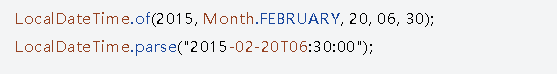 LocalDateTime.of(2015, Month.FEBRUARY, 20, 06, 30);
LocalDateTime.parse("2015-02-20T06:30:00");